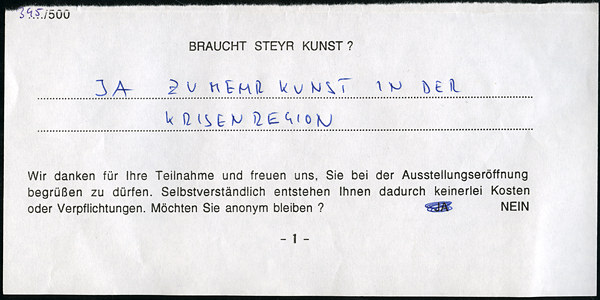 395/500
BRAUCHT STEYR KUNST ?
JA ZU MEHR KUNST IN DER
KRISENREGION
Wir danken für Ihre Teilnahme und freuen uns, Sie bei der Ausstellungseröffnung
begrüßen zu dürfen. Selbstverständlich entstehen Ihnen dadurch keinerlei Kosten
oder Verpflichtungen. Möchten Sie anonym bleiben ? JA NEIN
- 1 -